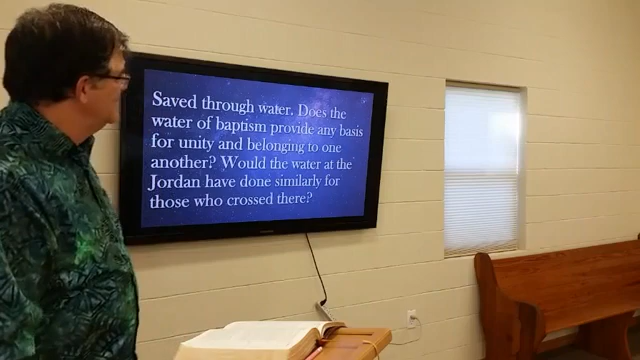 Saved through water. Does the
water of baptism provide any basis
for unity and belonging to one
another? Would the water at the
Jordan have done similarly for
those who crossed there?